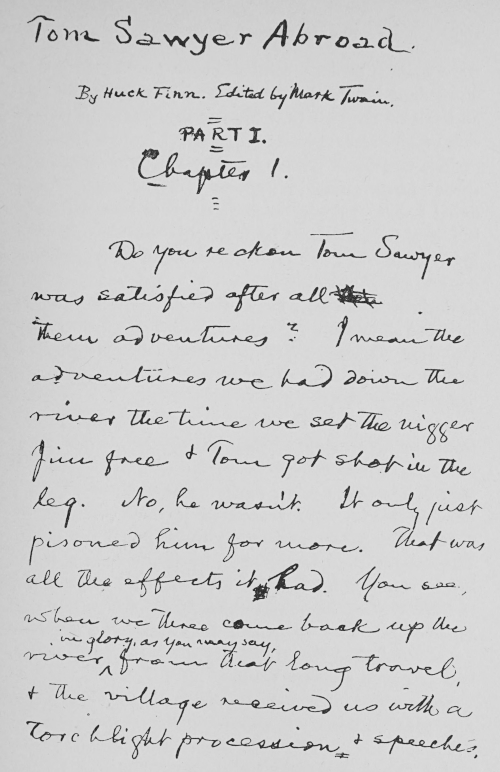 Tom Sawyer Abroad.
By Huck Finn. Edited by Mark Twain.
PART I.
Chapter 1.
Do you reckon Tom Sawyer
was satisfied after all
them adventures? I mean the
adventures we had down the
river the time we set the nigger
Jim free & Tom got shot in the
leg. No, he wasn't. It only just
pisoned him for more. That was
all the effects it had. You see,
when we three come back up the
in glory, as you may say,
river, from that long travel,
& the village received us with a
torchlight procession, & speeches,